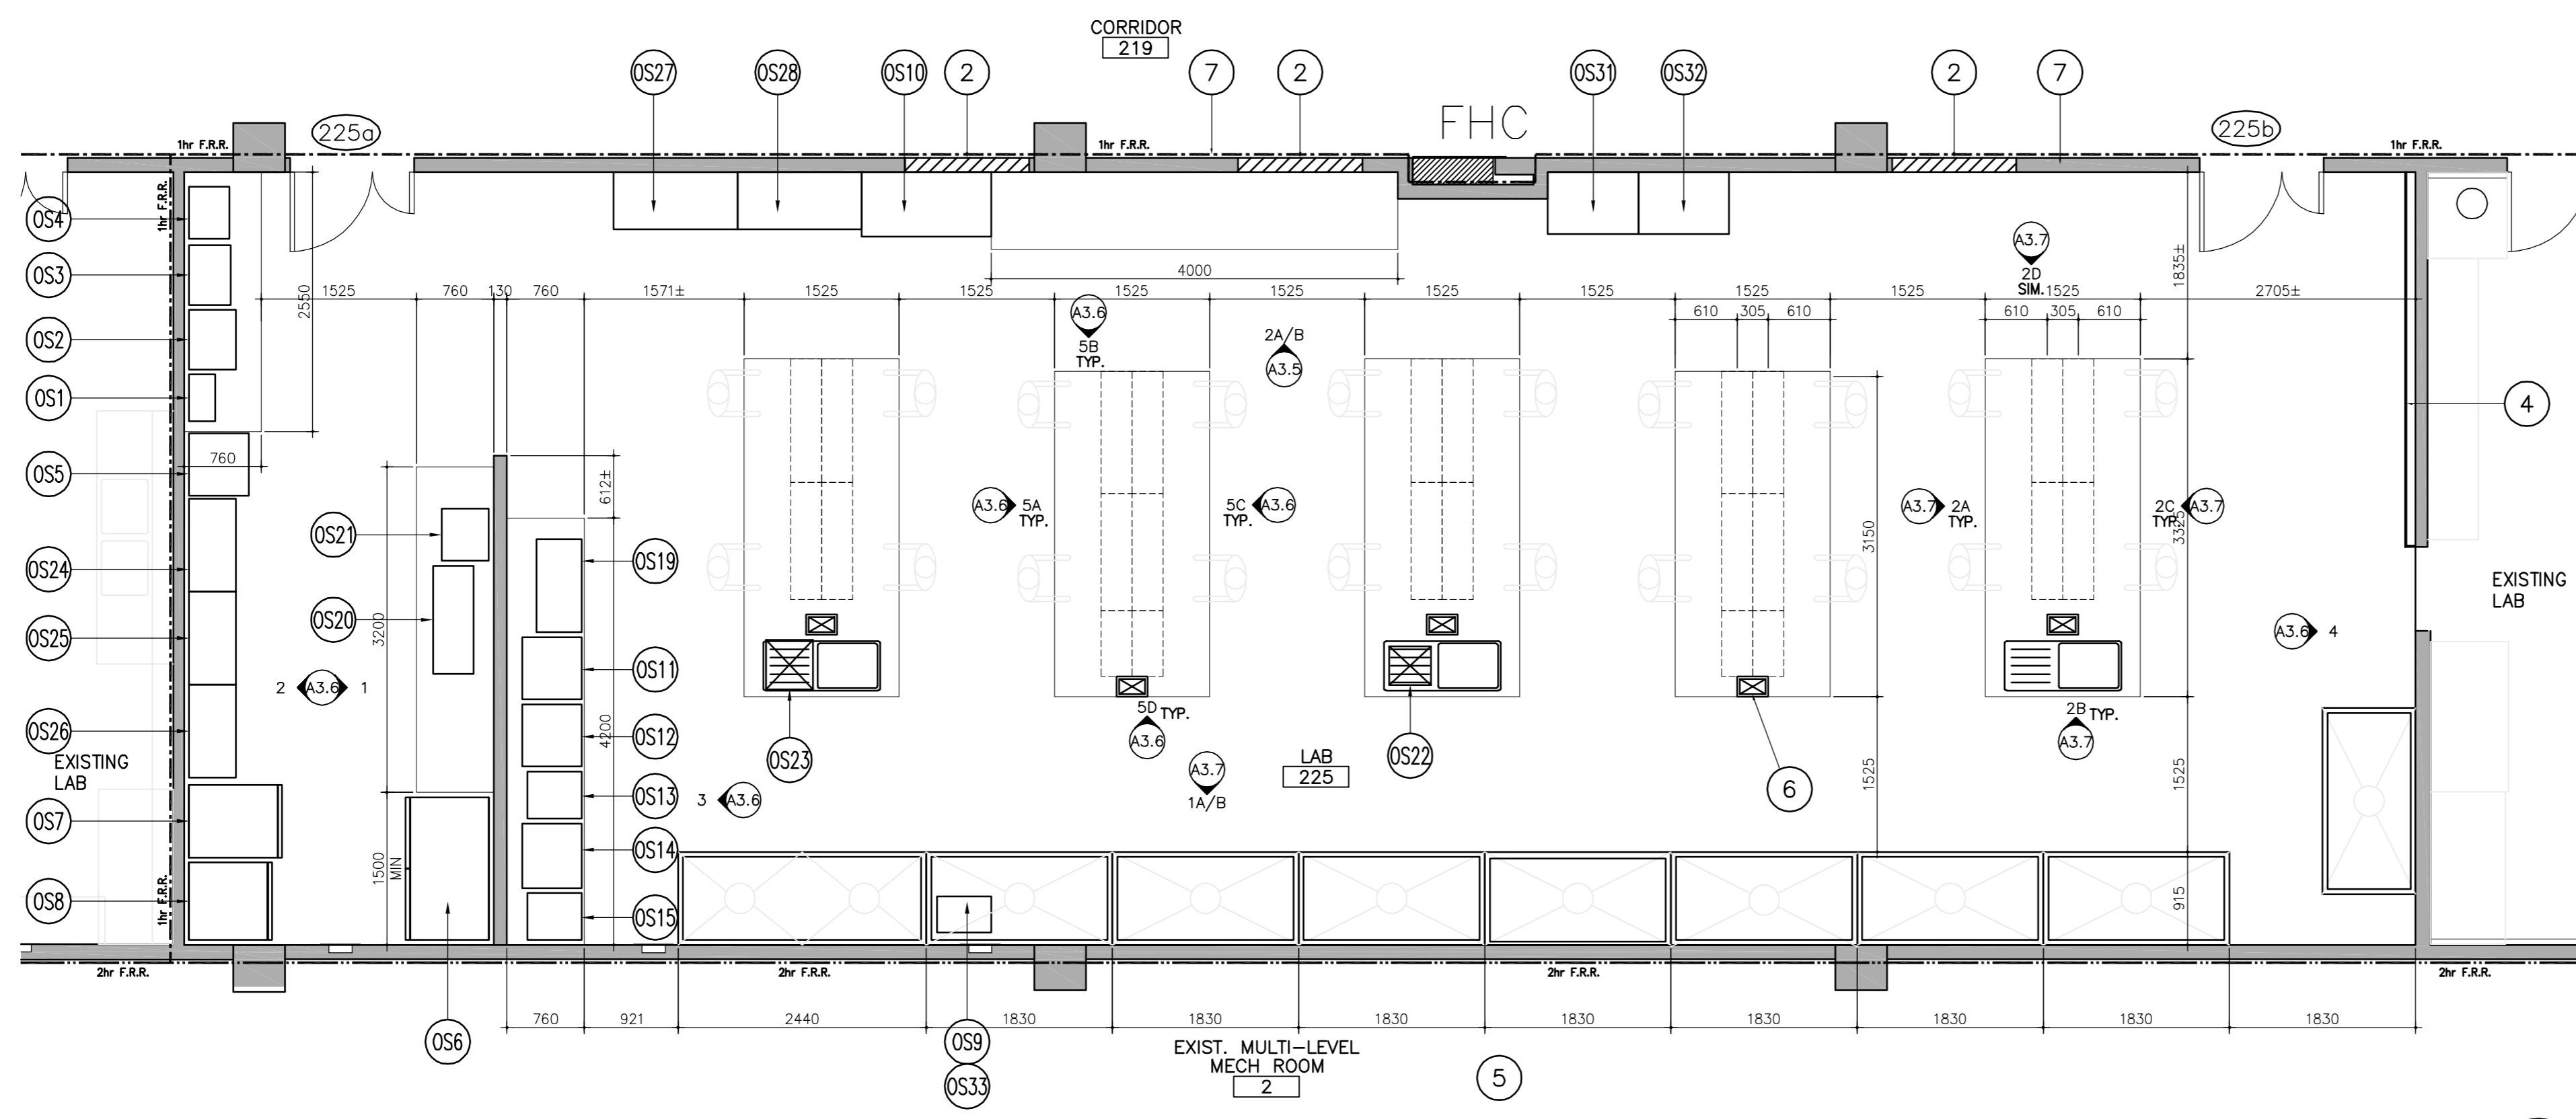 CORRIDOR
219
OS27
OS28
OS10
2
7
2
OS31
OS32
2
7
FHC
225a
225b
1hr F.R.R.
1hr F.R.R.
1hr F.R.R.
1hr F.R.R.
OS4
OS3
OS2
OS1
OS5
OS24
OS25
OS26
EXISTING
LAB
OS7
OS8
1hr F.R.R.
2550
4000
1525
760
130
760
1571±
1525
1525
1525
1525
1525
1525
1525
1525
1525
2705±
610
305
610
610
305
610
1835±
A3.7
2D
SIM.
A3.6
5B
TYP.
2A/B
A3.5
4
760
612±
A3.6
5A
TYP.
5C
TYP.
A3.6
A3.7
2A
TYP.
2C
TYP.
A3.7
3150
3325
OS21
OS20
3200
OS19
OS11
OS12
OS13
OS14
OS15
4200
2
A3.6
1
EXISTING
LAB
A3.6
4
5D TYP.
A3.6
2B TYP.
A3.7
OS23
OS22
LAB
225
6
3
A3.6
A3.7
1A/B
1525
1525
1500
MIN
915
2hr F.R.R.
2hr F.R.R.
2hr F.R.R.
2hr F.R.R.
760
921
2440
1830
1830
1830
1830
1830
1830
1830
1830
OS6
OS9
OS33
EXIST. MULTI-LEVEL
MECH ROOM
2
5